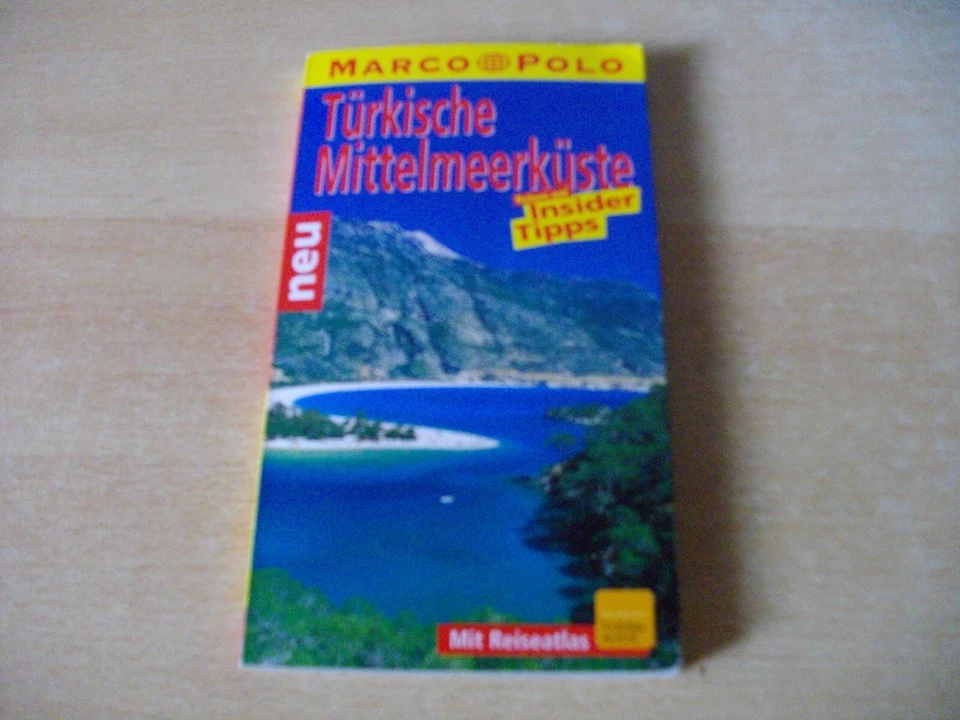 MARCO POLO
Türkische
Mittelmeerküste
Insider
Tipps
neu
Mit Reiseatlas